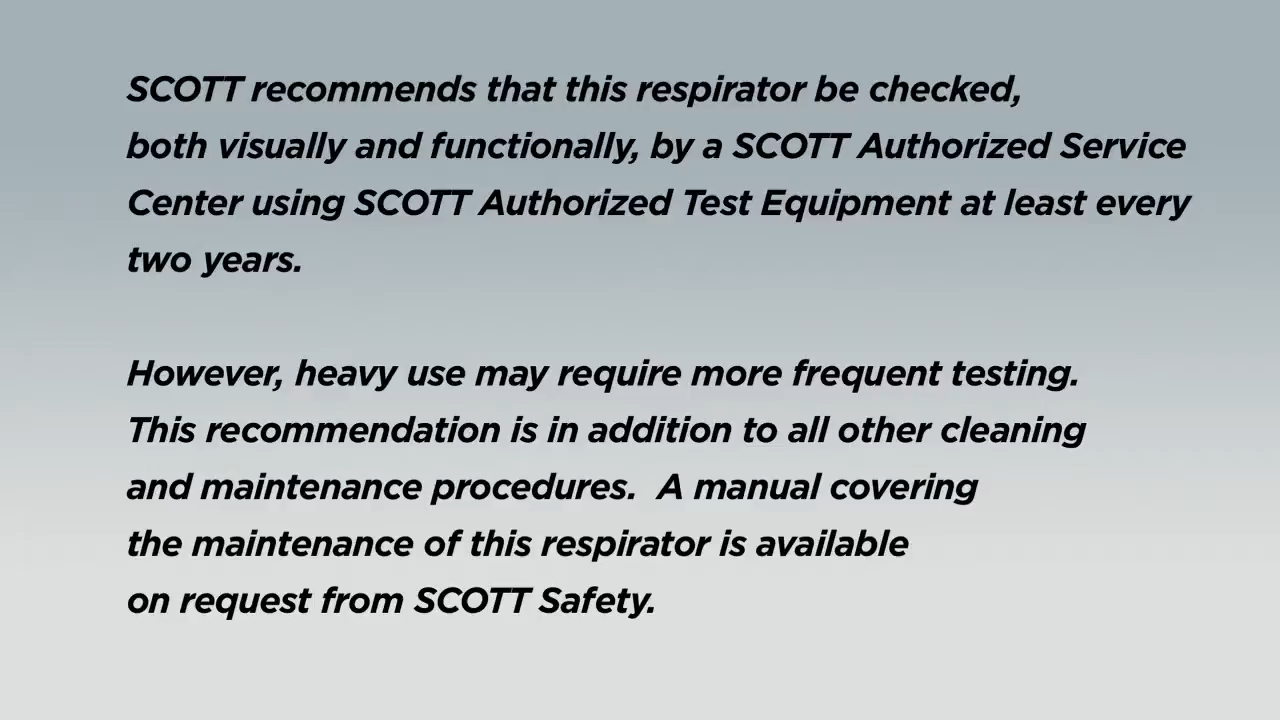 SCOTT recommends that this respirator be checked,
both visually and functionally, by a SCOTT Authorized Service
Center using SCOTT Authorized Test Equipment at least every
two years.
However, heavy use may require more frequent testing.
This recommendation is in addition to all other cleaning
and maintenance procedures.  A manual covering
the maintenance of this respirator is available
on request from SCOTT Safety.